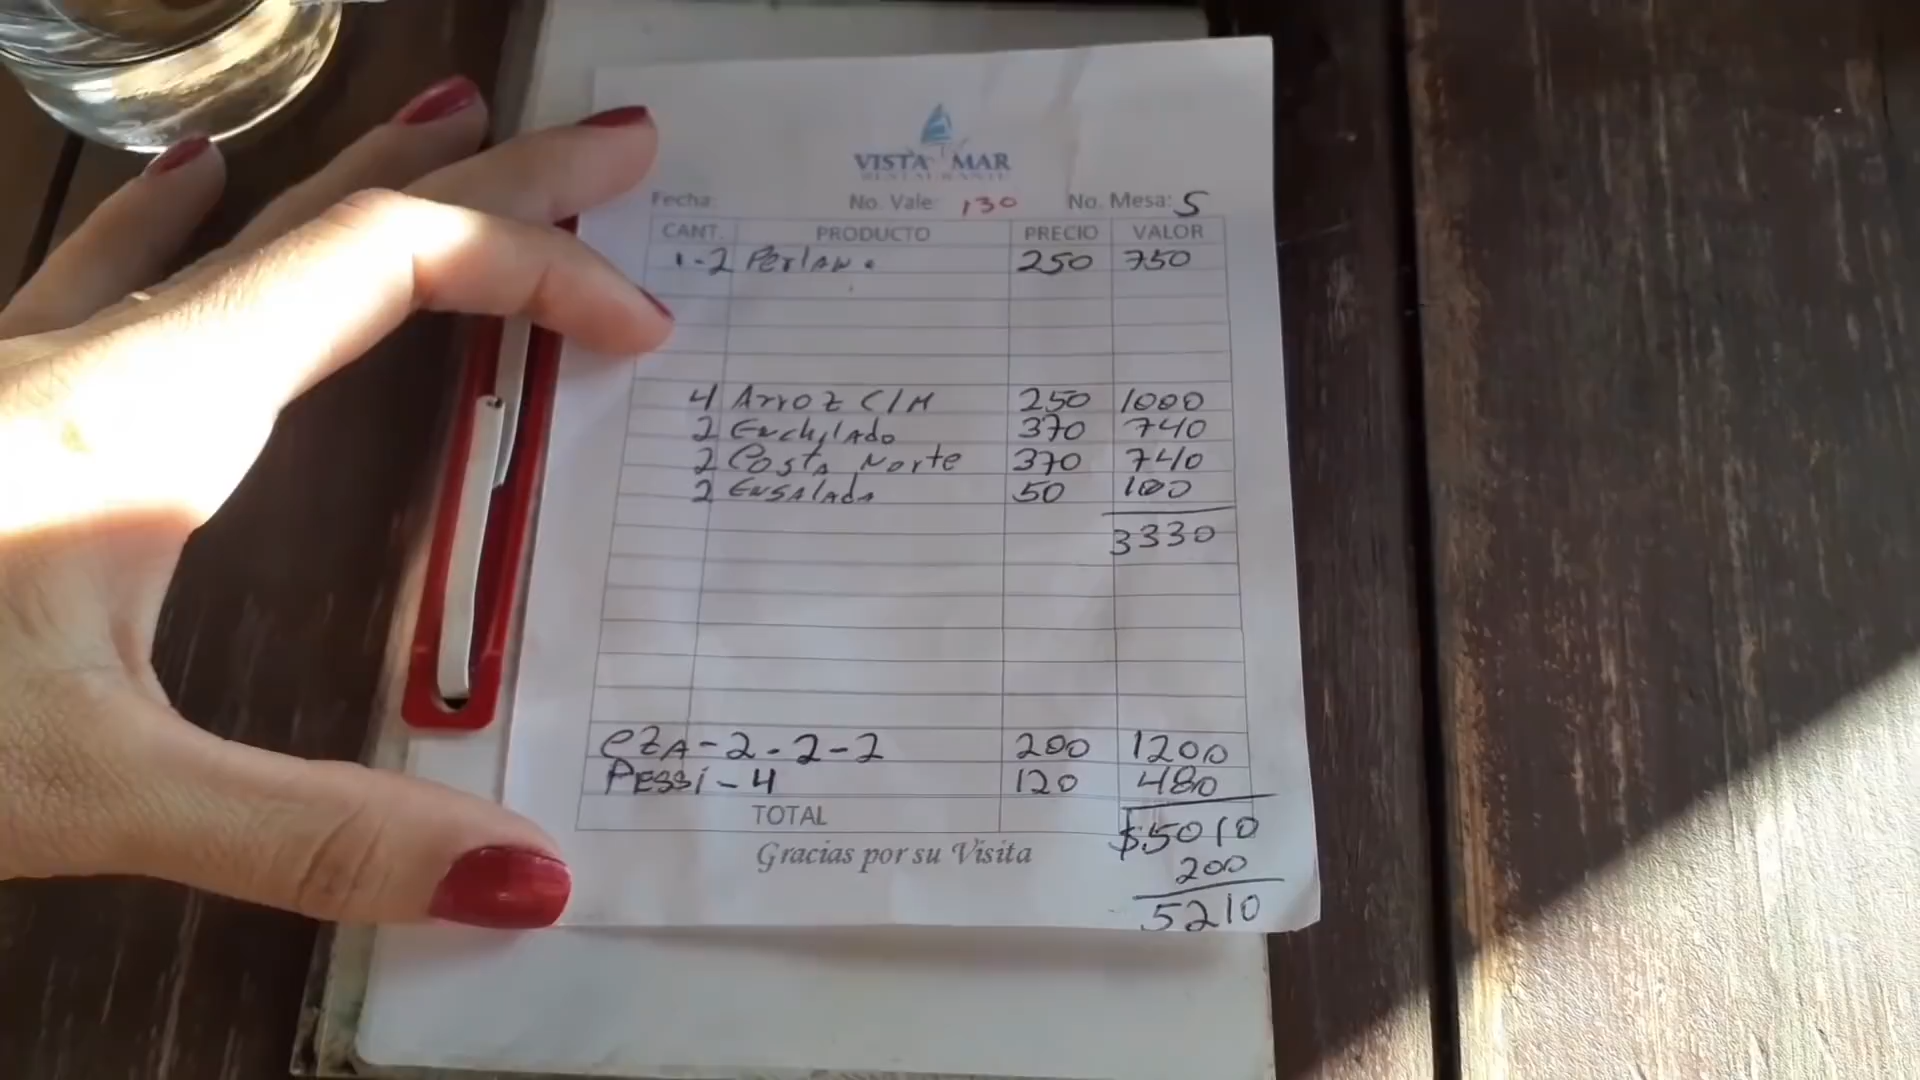 VISTA MAR
RESTAURANTE
Fecha: No. Vale: 130 No. Mesa: 5
CANT. PRODUCTO PRECIO VALOR
1-2 Perlan. 250 750
4 Arroz C/M 250 1000
2 Enchilado 370 740
2 Costa Norte 370 740
2 Ensalada 50 100
3330
eza-2-2-2 200 1200
Pessi-4 120 480
TOTAL $5010
Gracias por su Visita
200
5210